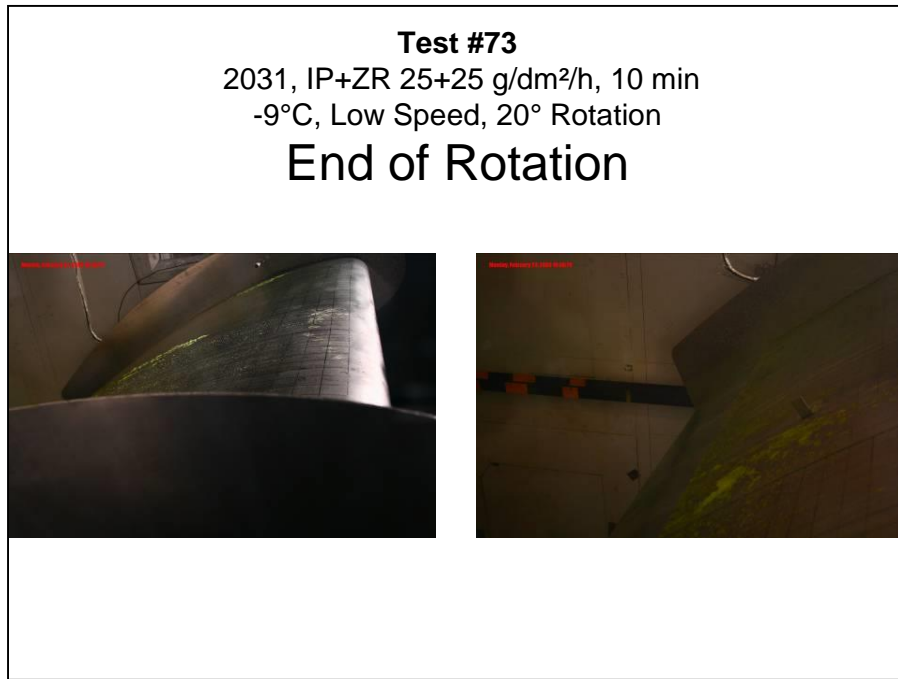 Test #73
2031, IP+ZR 25+25 g/dm²/h, 10 min
-9°C, Low Speed, 20° Rotation
End of Rotation